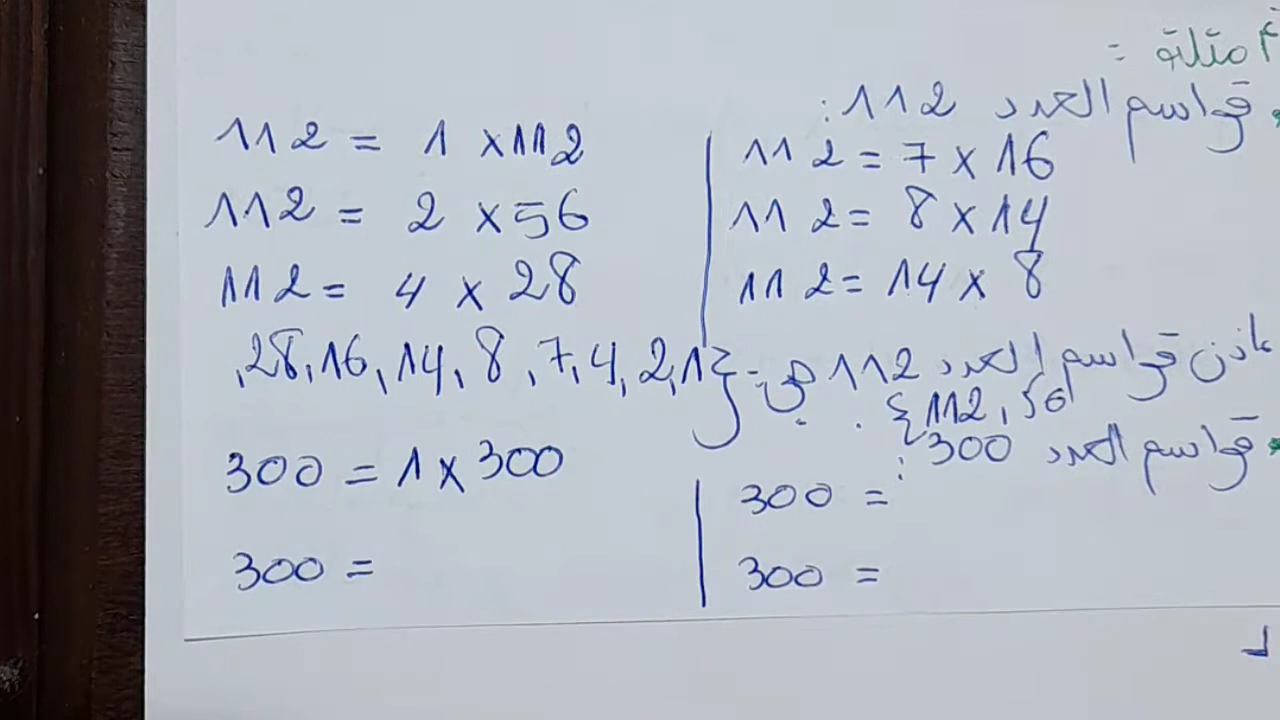 أمثلة :
قواسم العدد 112 :
112 = 1 × 112
112 = 2 × 56
112 = 4 × 28
112 = 7 × 16
112 = 8 × 14
112 = 14 × 8
إذن قواسم العدد 112 هي : {1,2,4,7,8,14,16,28,
56,112} .
قواسم العدد 300 :
300 = 1 × 300
300 =
300 =
300 =